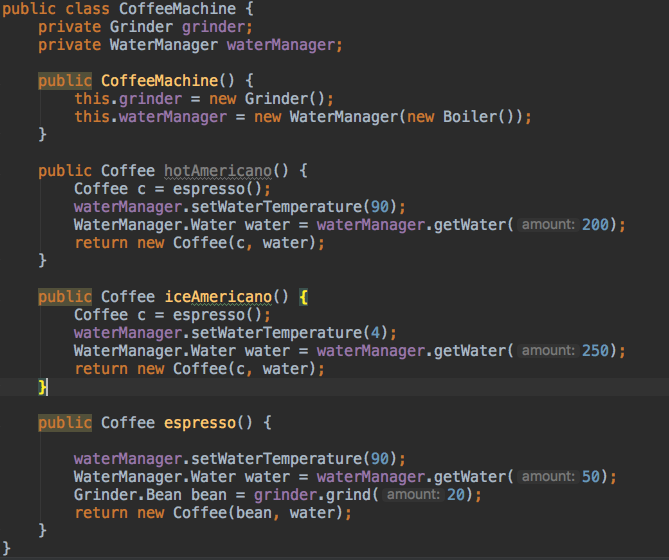 public class CoffeeMachine {
    private Grinder grinder;
    private WaterManager waterManager;

    public CoffeeMachine() {
        this.grinder = new Grinder();
        this.waterManager = new WaterManager(new Boiler());
    }

    public Coffee hotAmericano() {
        Coffee c = espresso();
        waterManager.setWaterTemperature(90);
        WaterManager.Water water = waterManager.getWater( amount: 200);
        return new Coffee(c, water);
    }

    public Coffee iceAmericano() {
        Coffee c = espresso();
        waterManager.setWaterTemperature(4);
        WaterManager.Water water = waterManager.getWater( amount: 250);
        return new Coffee(c, water);
    }

    public Coffee espresso() {

        waterManager.setWaterTemperature(90);
        WaterManager.Water water = waterManager.getWater( amount: 50);
        Grinder.Bean bean = grinder.grind( amount: 20);
        return new Coffee(bean, water);
    }
}